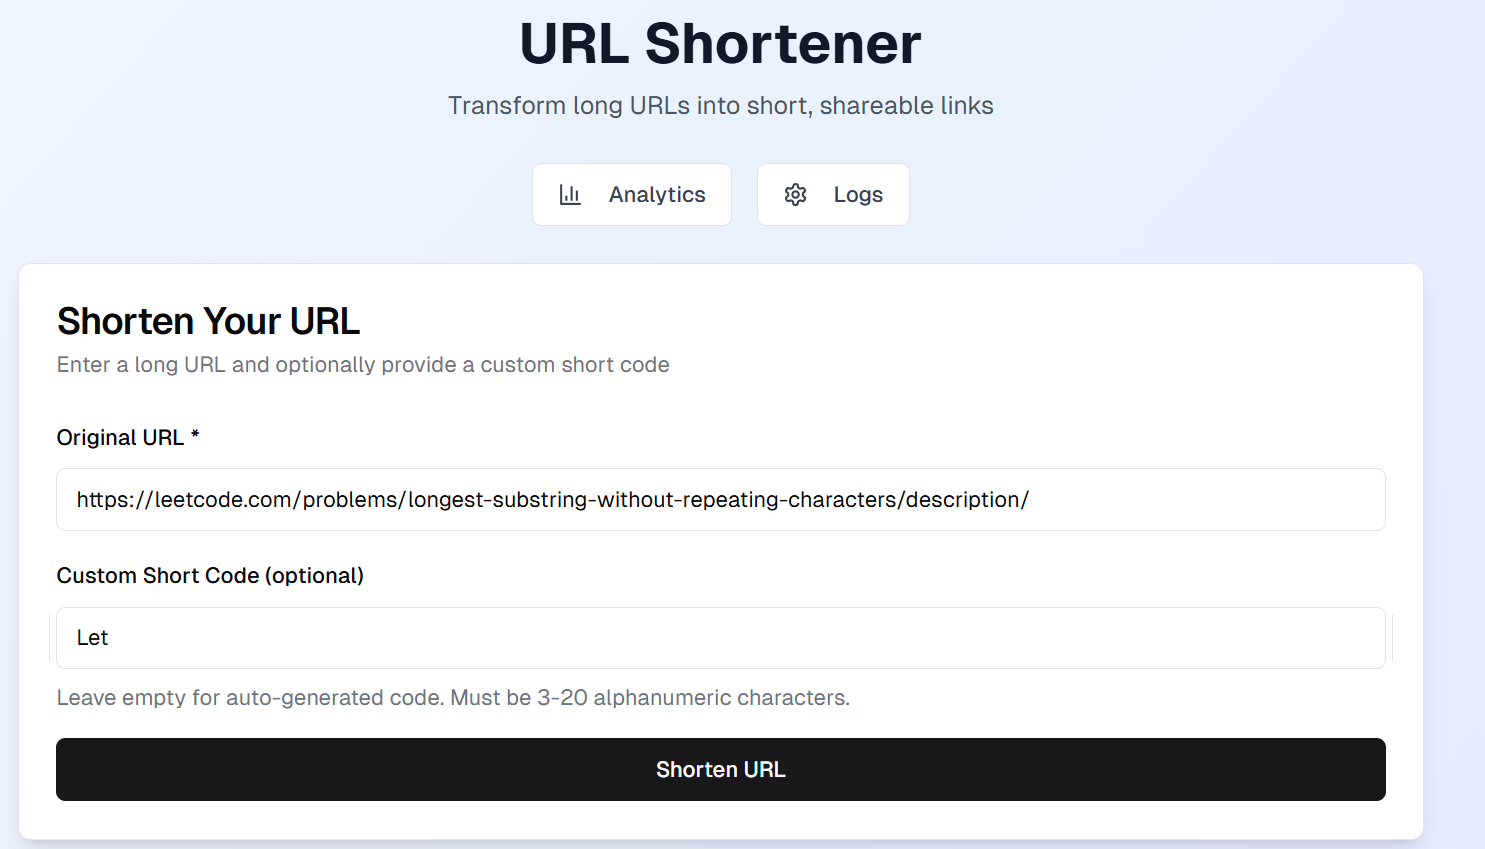 URL Shortener
Transform long URLs into short, shareable links
Analytics
Logs
Shorten Your URL
Enter a long URL and optionally provide a custom short code
Original URL *
https://leetcode.com/problems/longest-substring-without-repeating-characters/description/
Custom Short Code (optional)
Let
Leave empty for auto-generated code. Must be 3-20 alphanumeric characters.
Shorten URL